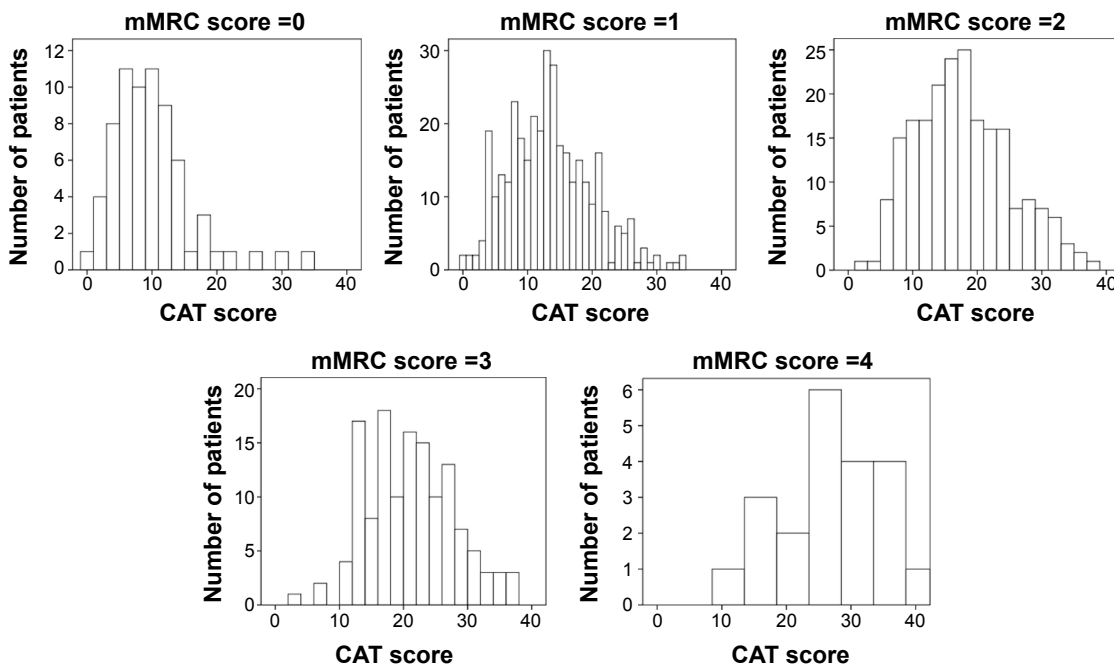 mMRC score =0
Number of patients
12
10
8
6
4
2
0
0 10 20 30 40
CAT score
mMRC score =1
Number of patients
30
20
10
0
0 10 20 30 40
CAT score
mMRC score =2
Number of patients
25
20
15
10
5
0
0 10 20 30 40
CAT score
mMRC score =3
Number of patients
20
15
10
5
0
0 10 20 30 40
CAT score
mMRC score =4
Number of patients
6
5
4
3
2
1
0
0 10 20 30 40
CAT score